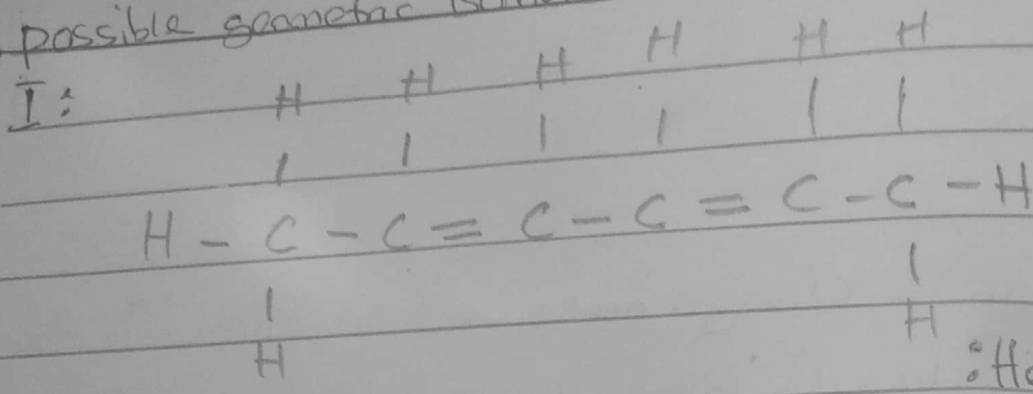 possible geometric
I:
H H H H H H
| | | | | |
H - C - C = C - C = C - C - H
| |
H H